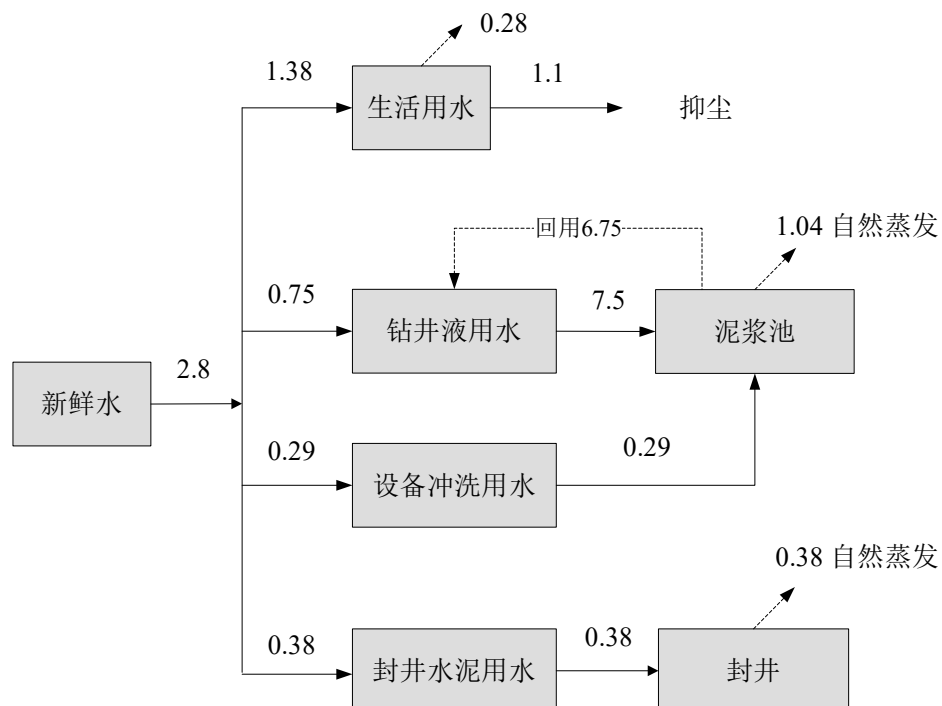 0.28
1.38
生活用水
1.1
抑尘
回用6.75
1.04 自然蒸发
0.75
钻井液用水
7.5
泥浆池
新鲜水
2.8
0.29
设备冲洗用水
0.29
0.38 自然蒸发
0.38
封井水泥用水
0.38
封井